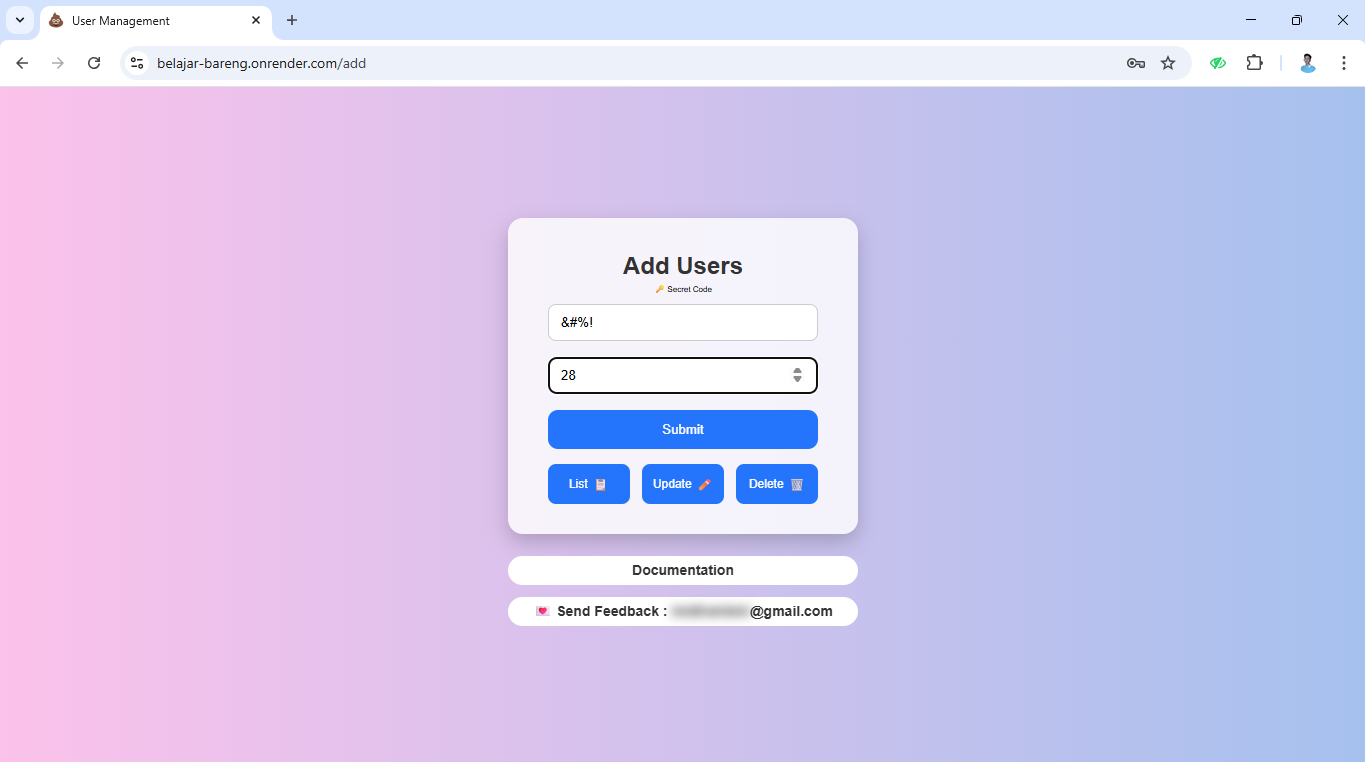 User Management
belajar-bareng.onrender.com/add
Add Users
🔑 Secret Code
&#%!
28
Submit
List 📋 Update ✏️ Delete 🗑️
Documentation
💌 Send Feedback : @gmail.com